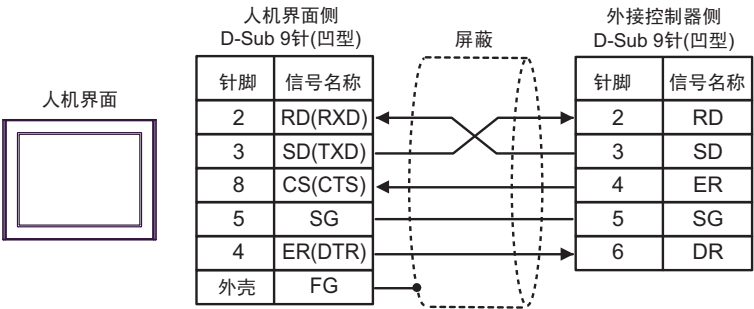 人机界面侧
D-Sub 9针(凹型)
屏蔽
外接控制器侧
D-Sub 9针(凹型)
人机界面
针脚 信号名称 针脚 信号名称
2 RD(RXD) 2 RD
3 SD(TXD) 3 SD
8 CS(CTS) 4 ER
5 SG 5 SG
4 ER(DTR) 6 DR
外壳 FG